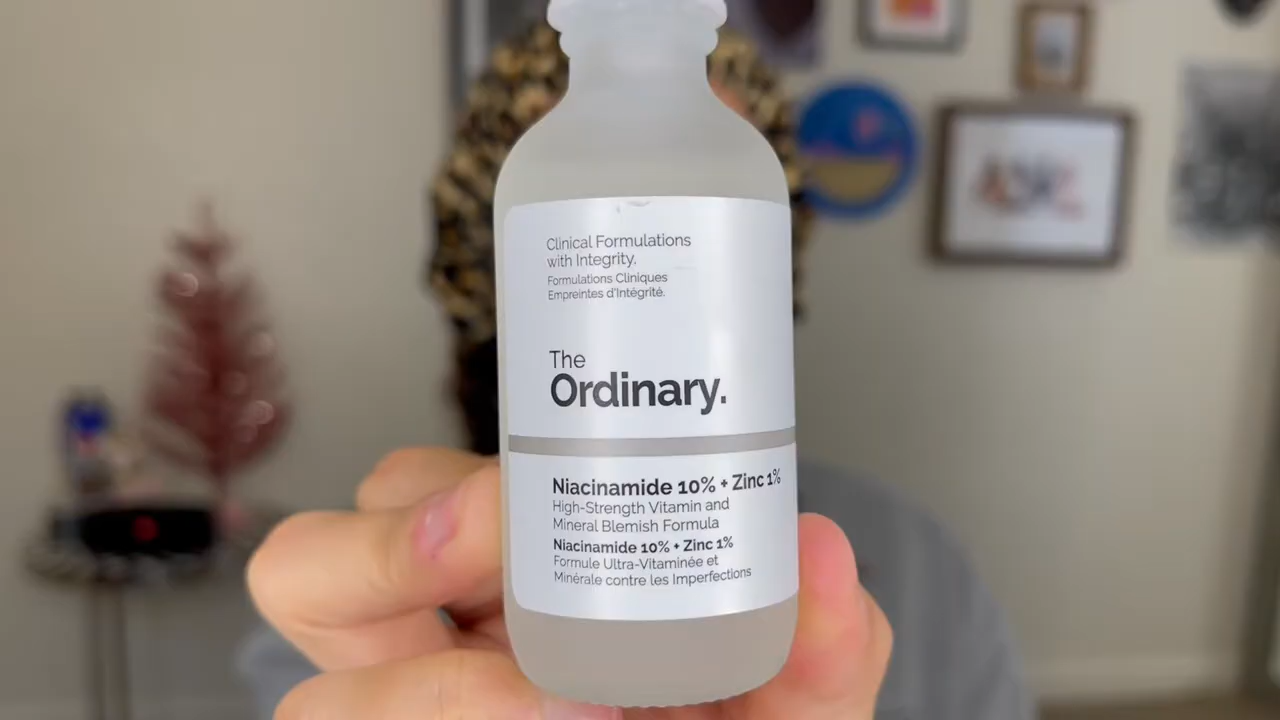 Clinical Formulations
with Integrity.
Formulations Cliniques
Empreintes d'Intégrité.
The
Ordinary.
Niacinamide 10% + Zinc 1%
High-Strength Vitamin and
Mineral Blemish Formula
Niacinamide 10% + Zinc 1%
Formule Ultra-Vitaminée et
Minérale contre les Imperfections